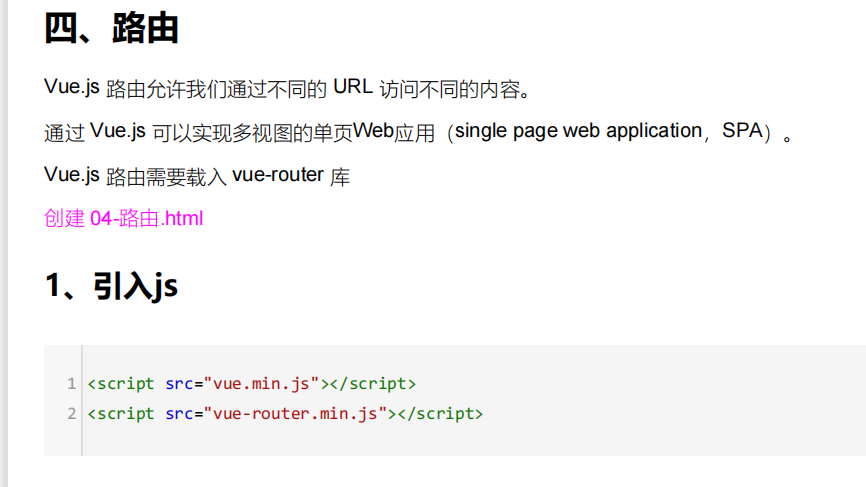 四、路由
Vue.js 路由允许我们通过不同的 URL 访问不同的内容。
通过 Vue.js 可以实现多视图的单页Web应用（single page web application，SPA）。
Vue.js 路由需要载入 vue-router 库
创建 04-路由.html
1、引入js
1 <script src="vue.min.js"></script>
2 <script src="vue-router.min.js"></script>